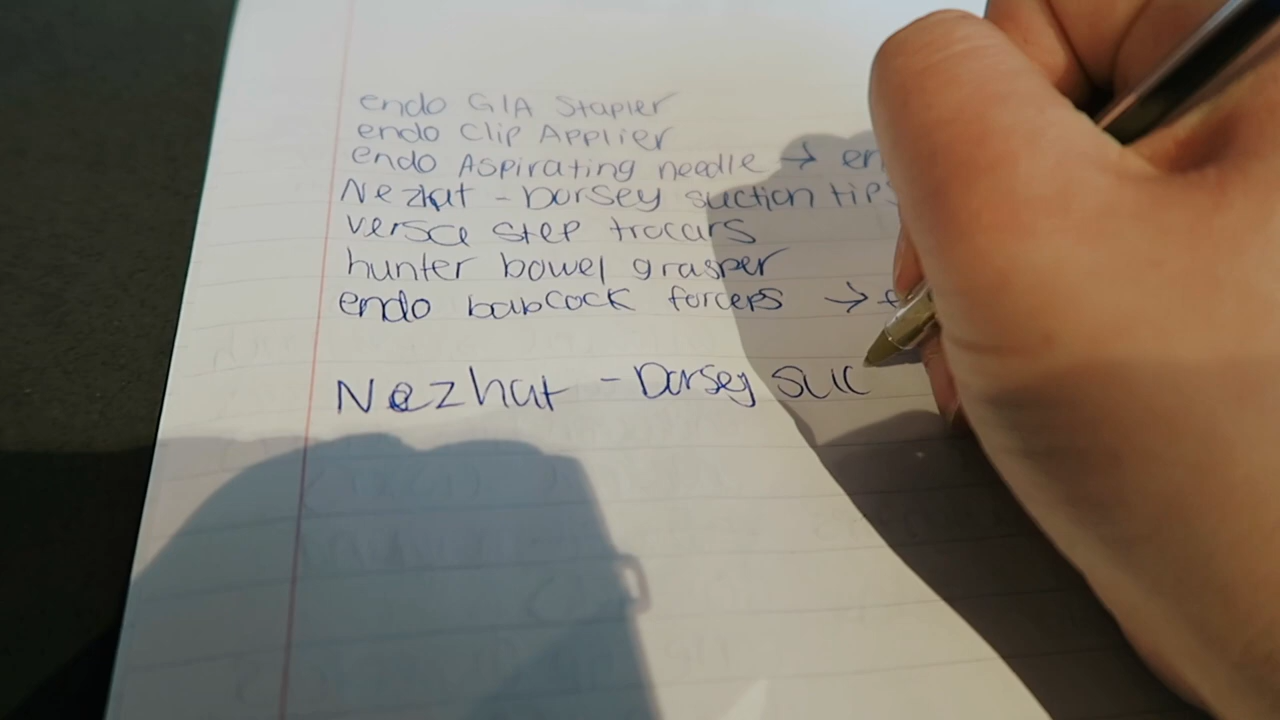 endo GIA Stapler
endo Clip Applier
endo Aspirating needle → en
Nezhat - Dorsey suction tips
versa step trocars
hunter bowel grasper
endo babcock forceps → f
Nezhat - Dorsey suc